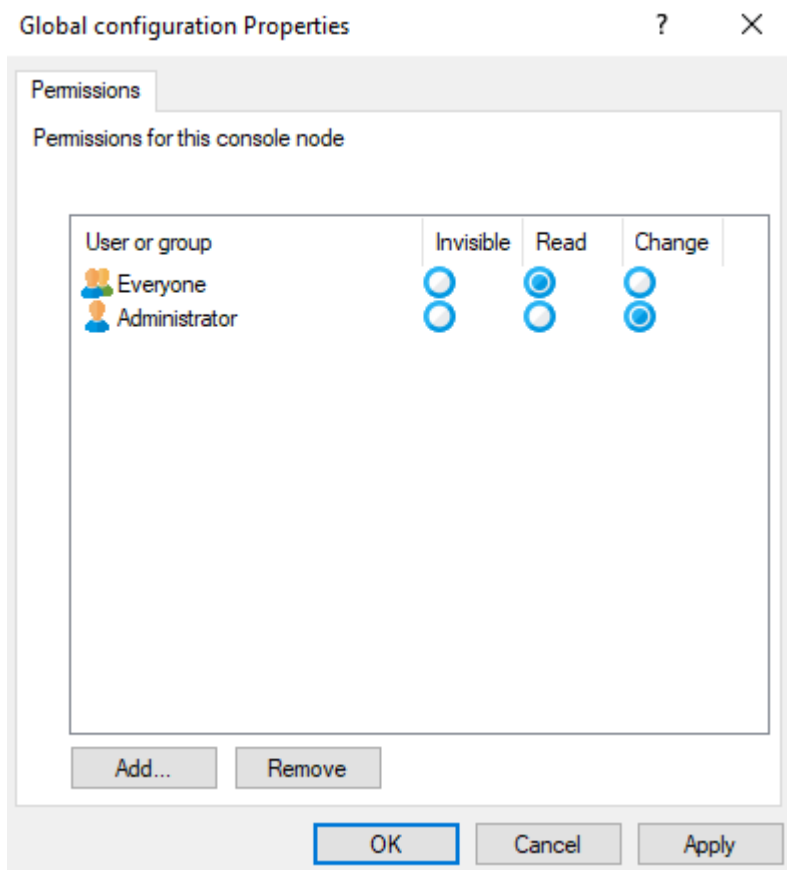 Global configuration Properties ? ×
Permissions
Permissions for this console node
User or group Invisible Read Change
Everyone
Administrator
Add... Remove
OK Cancel Apply